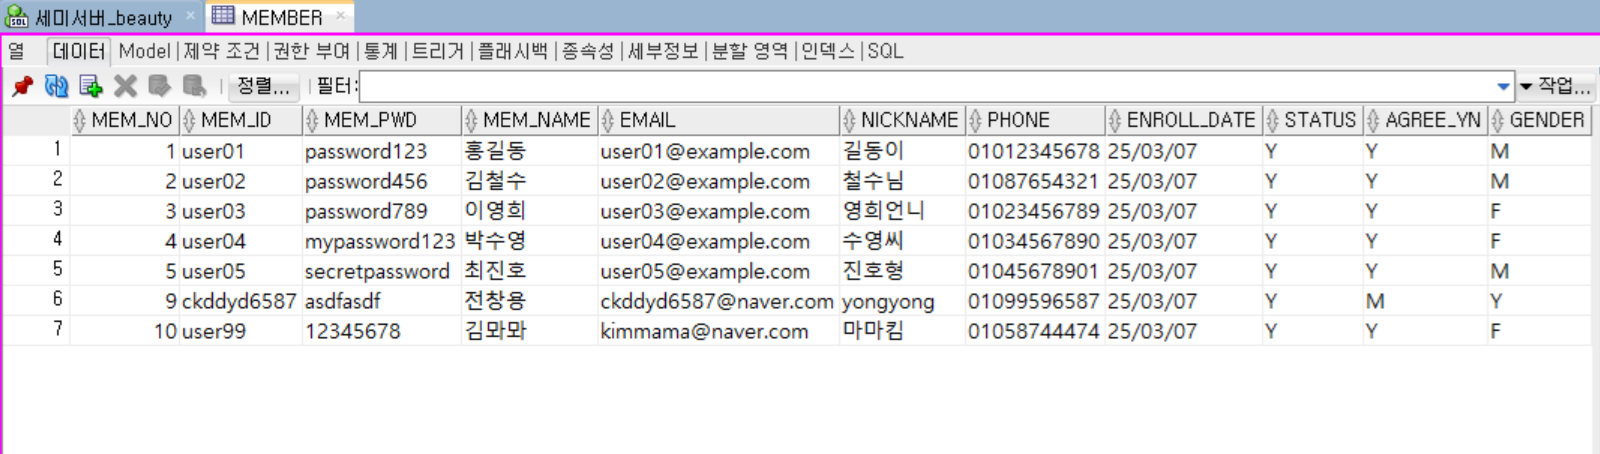 세미서버_beauty MEMBER
열 데이터 Model 제약 조건 권한 부여 통계 트리거 플래시백 종속성 세부정보 분할 영역 인덱스 SQL
정렬... 필터: 작업...
MEM_NO MEM_ID MEM_PWD MEM_NAME EMAIL NICKNAME PHONE ENROLL_DATE STATUS AGREE_YN GENDER
1 1 user01 password123 홍길동 user01@example.com 길동이 01012345678 25/03/07 Y Y M
2 2 user02 password456 김철수 user02@example.com 철수님 01087654321 25/03/07 Y Y M
3 3 user03 password789 이영희 user03@example.com 영희언니 01023456789 25/03/07 Y Y F
4 4 user04 mypassword123 박수영 user04@example.com 수영씨 01034567890 25/03/07 Y Y F
5 5 user05 secretpassword 최진호 user05@example.com 진호형 01045678901 25/03/07 Y Y M
6 9 ckddyd6587 asdfasdf 전창용 ckddyd6587@naver.com yongyong 01099596587 25/03/07 Y M Y
7 10 user99 12345678 김뫄뫄 kimmama@naver.com 마마킴 01058744474 25/03/07 Y Y F